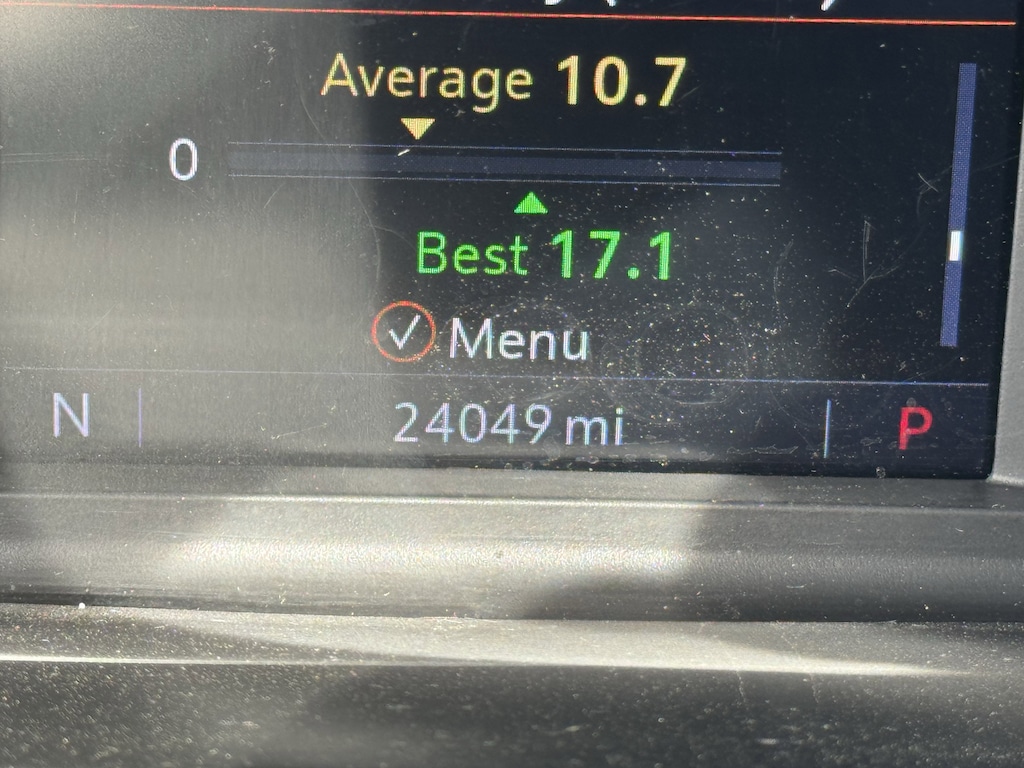 Average 10.7
0
Best 17.1
Menu
N 24049 mi P